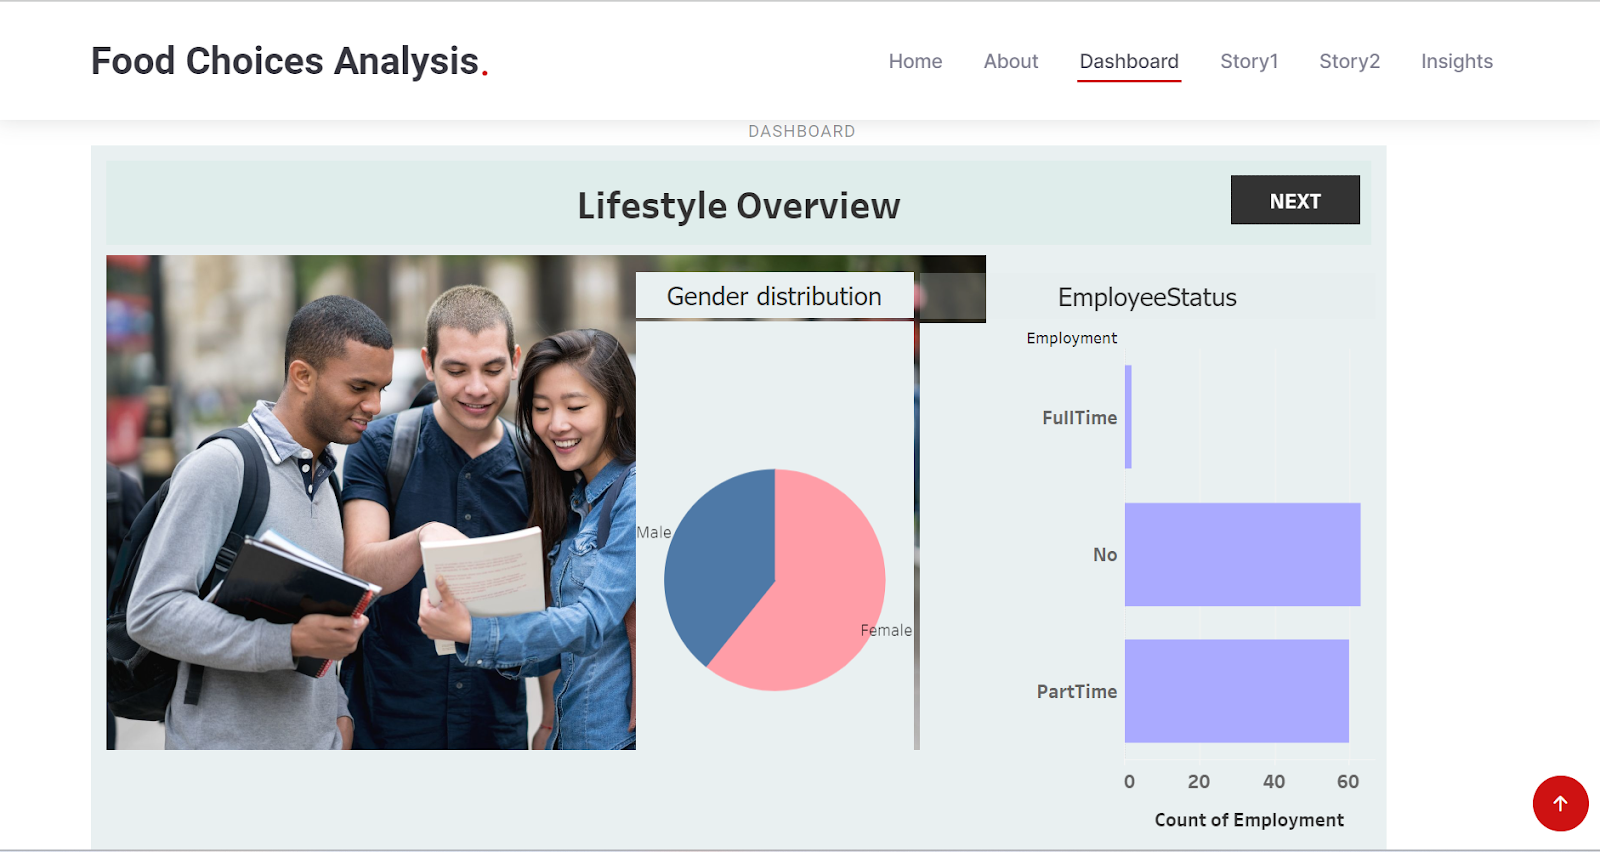 Food Choices Analysis.
Home About Dashboard Story1 Story2 Insights
DASHBOARD
Lifestyle Overview
NEXT
Gender distribution
Male
Female
EmployeeStatus
Employment
FullTime
No
PartTime
0 20 40 60
Count of Employment